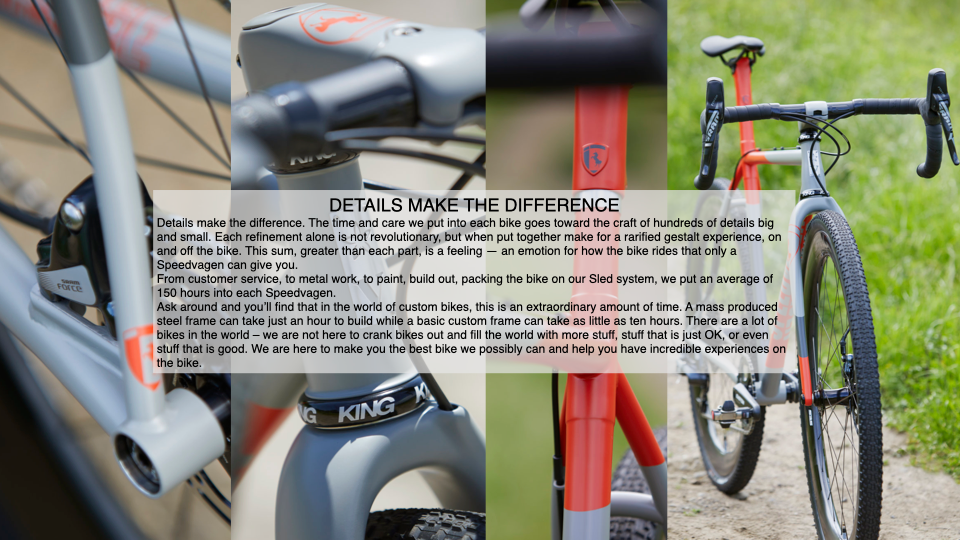 DETAILS MAKE THE DIFFERENCE
Details make the difference. The time and care we put into each bike goes toward the craft of hundreds of details big
and small. Each refinement alone is not revolutionary, but when put together make for a rarified gestalt experience, on
and off the bike. This sum, greater than each part, is a feeling — an emotion for how the bike rides that only a
Speedvagen can give you.
From customer service, to metal work, to paint, build out, packing the bike on our Sled system, we put an average of
150 hours into each Speedvagen.
Ask around and you'll find that in the world of custom bikes, this is an extraordinary amount of time. A mass produced
steel frame can take just an hour to build while a basic custom frame can take as little as ten hours. There are a lot of
bikes in the world – we are not here to crank bikes out and fill the world with more stuff, stuff that is just OK, or even
stuff that is good. We are here to make you the best bike we possibly can and help you have incredible experiences on
the bike.
KING
FORCE
NG KING K